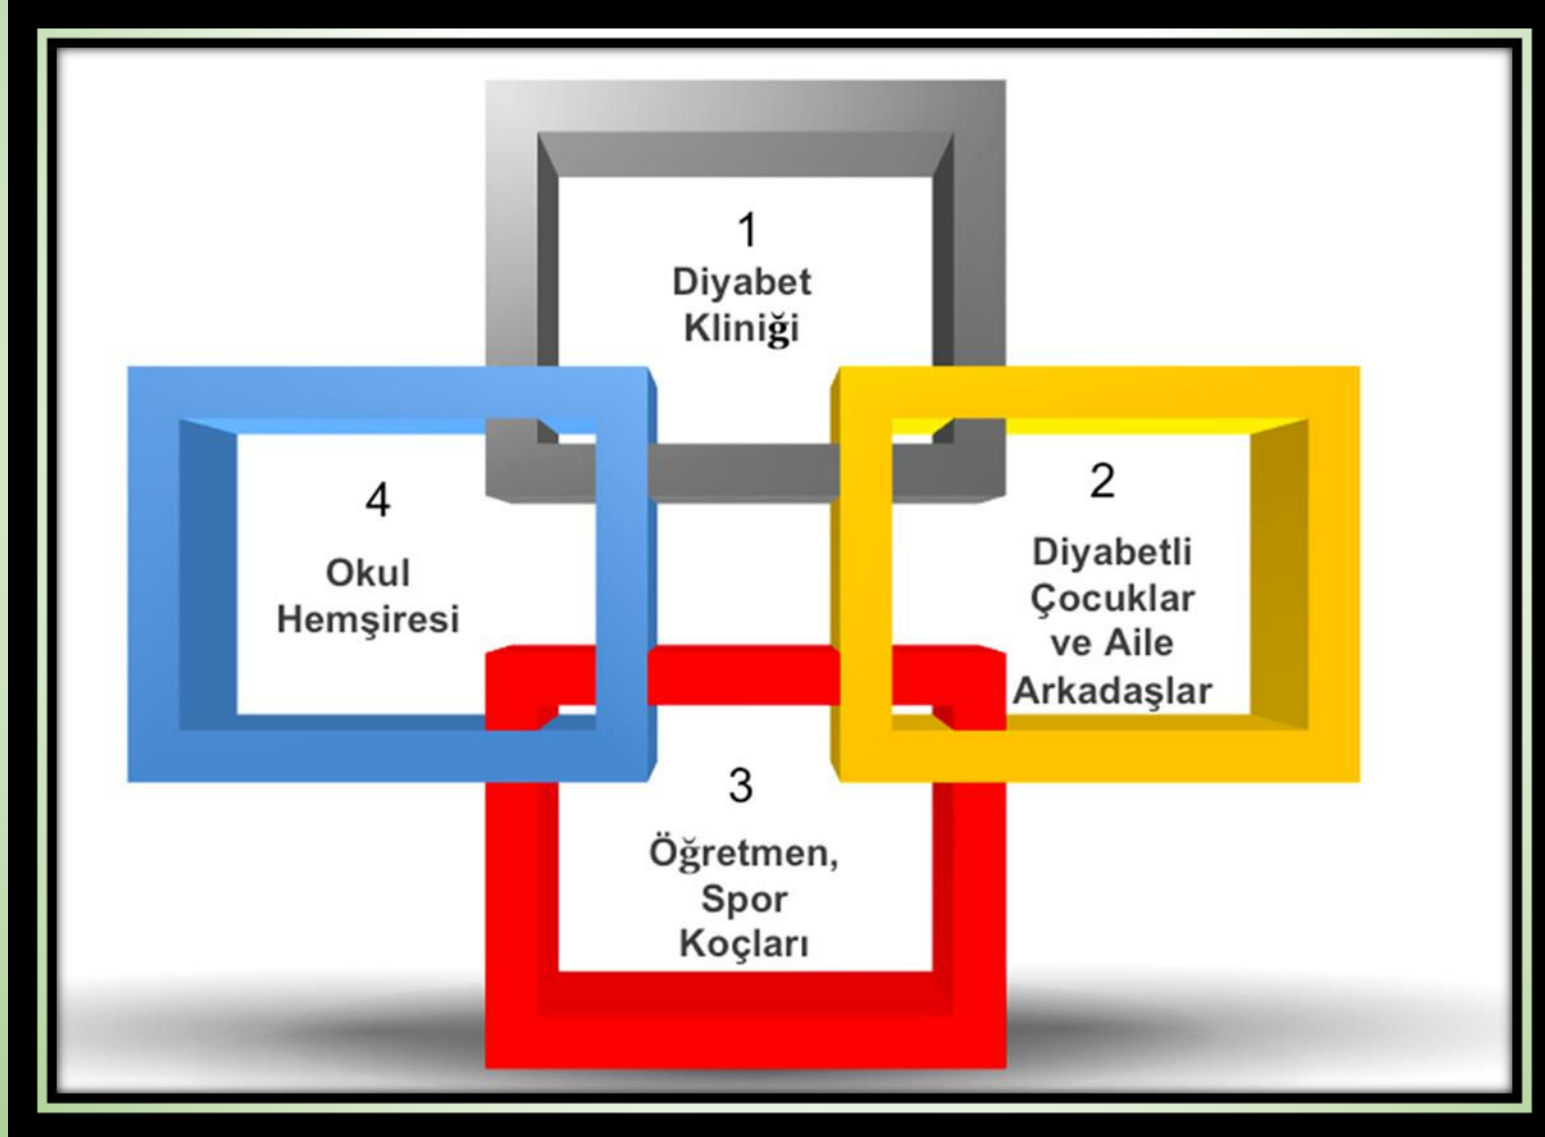 1
Diyabet
Kliniği
2
Diyabetli
Çocuklar
ve Aile
Arkadaşlar
3
Öğretmen,
Spor
Koçları
4
Okul
Hemşiresi